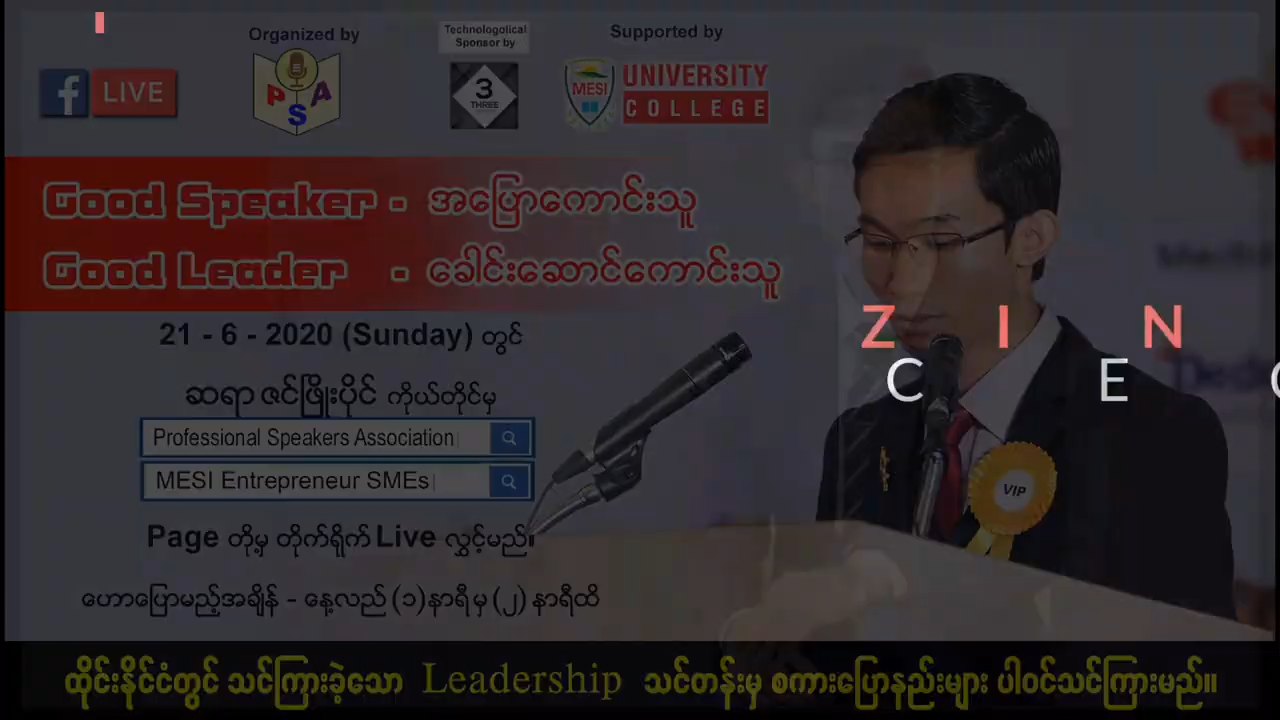 Organized by
Technologolical
Sponsor by
Supported by
f LIVE
P S A
3
THREE
MESI
UNIVERSITY
COLLEGE
Good Speaker - အပြောကောင်းသူ
Good Leader - ခေါင်းဆောင်ကောင်းသူ
21 - 6 - 2020 (Sunday) တွင်
ဆရာ ဇင်ဖြိုးပိုင် ကိုယ်တိုင်မှ
Professional Speakers Association
MESI Entrepreneur SMEs
Page တို့မှ တိုက်ရိုက် Live လွှင့်မည်။
ဟောပြောမည့်အချိန် - နေ့လည် (၁) နာရီ မှ (၂) နာရီထိ
Z I N
C E
VIP
ထိုင်းနိုင်ငံတွင် သင်ကြားခဲ့သော Leadership သင်တန်းမှ စကားပြောနည်းများ ပါဝင်သင်ကြားမည်။